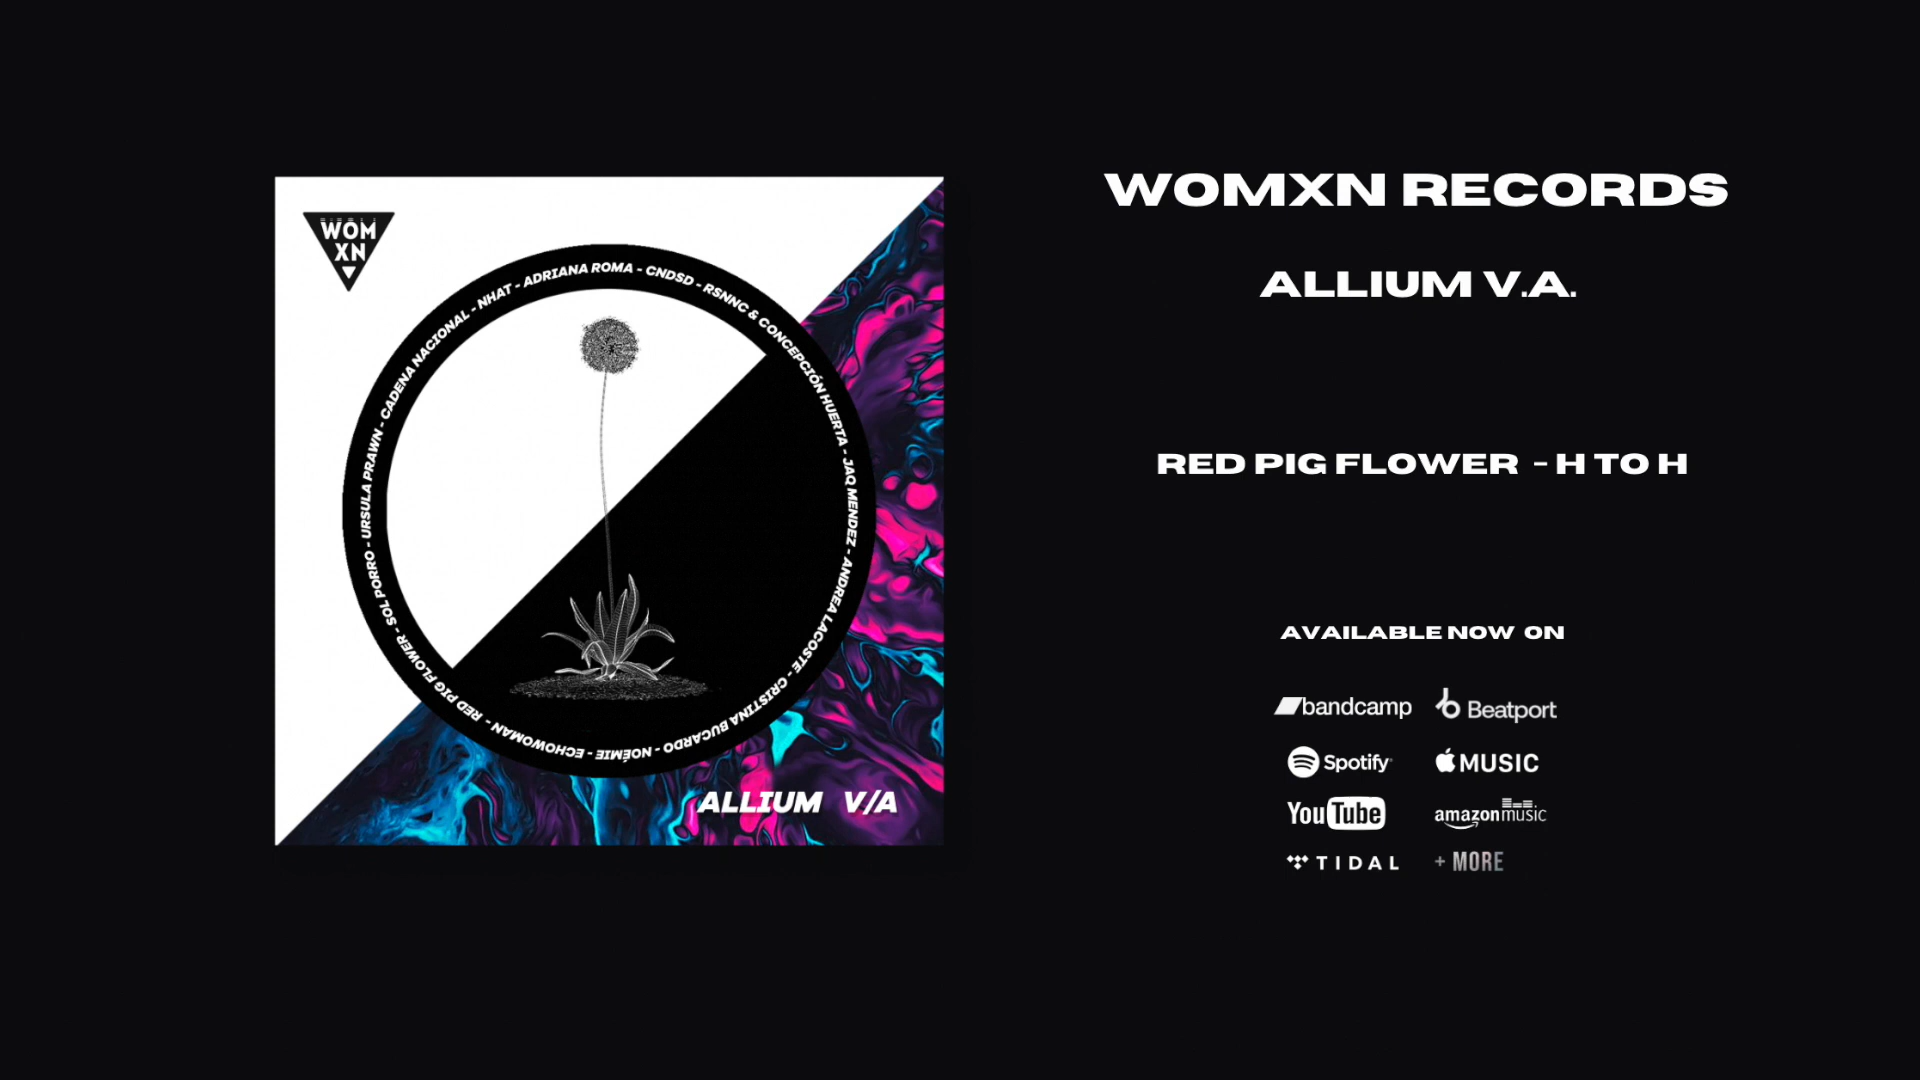 WOM
XN
ADRIANA ROMA - CNDSD - RSNNC & CONCEPCIÓN HUERTA - JAQ MENDEZ - ANDREA LACOSTE - CRISTINA BUCARDO - NOÉMIE - ECHOWOMAN - RED PIG FLOWER - SOL PORRO - URSULA PRAWN - CADENA NACIONAL - NHAT -
ALLIUM V/A
WOMXN RECORDS
ALLIUM V.A.
RED PIG FLOWER - H TO H
AVAILABLE NOW ON
bandcamp
Beatport
Spotify
MUSIC
YouTube
amazonmusic
TIDAL
+ MORE